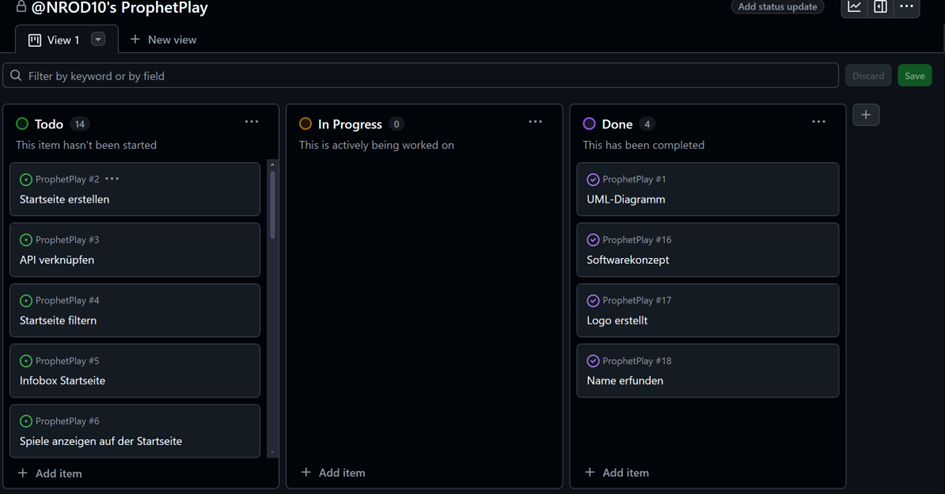 @NROD10's ProphetPlay
Add status update
View 1
New view
Filter by keyword or by field
Discard
Save
Todo 14
This item hasn't been started
ProphetPlay #2
Startseite erstellen
ProphetPlay #3
API verknüpfen
ProphetPlay #4
Startseite filtern
ProphetPlay #5
Infobox Startseite
ProphetPlay #6
Spiele anzeigen auf der Startseite
Add item
In Progress 0
This is actively being worked on
Add item
Done 4
This has been completed
ProphetPlay #1
UML-Diagramm
ProphetPlay #16
Softwarekonzept
ProphetPlay #17
Logo erstellt
ProphetPlay #18
Name erfunden
Add item